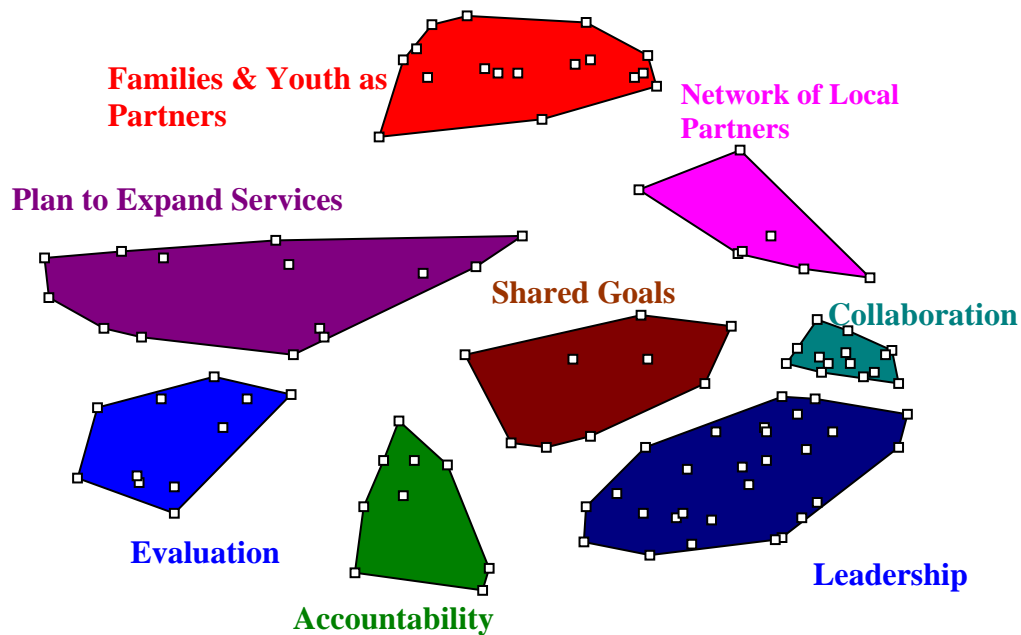 Families & Youth as
Partners
Network of Local
Partners
Plan to Expand Services
Shared Goals
Collaboration
Evaluation
Leadership
Accountability